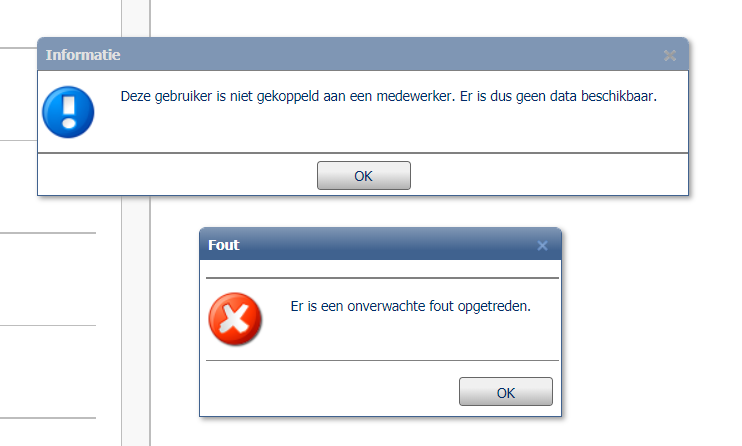 Informatie
Deze gebruiker is niet gekoppeld aan een medewerker. Er is dus geen data beschikbaar.
OK
Fout
Er is een onverwachte fout opgetreden.
OK